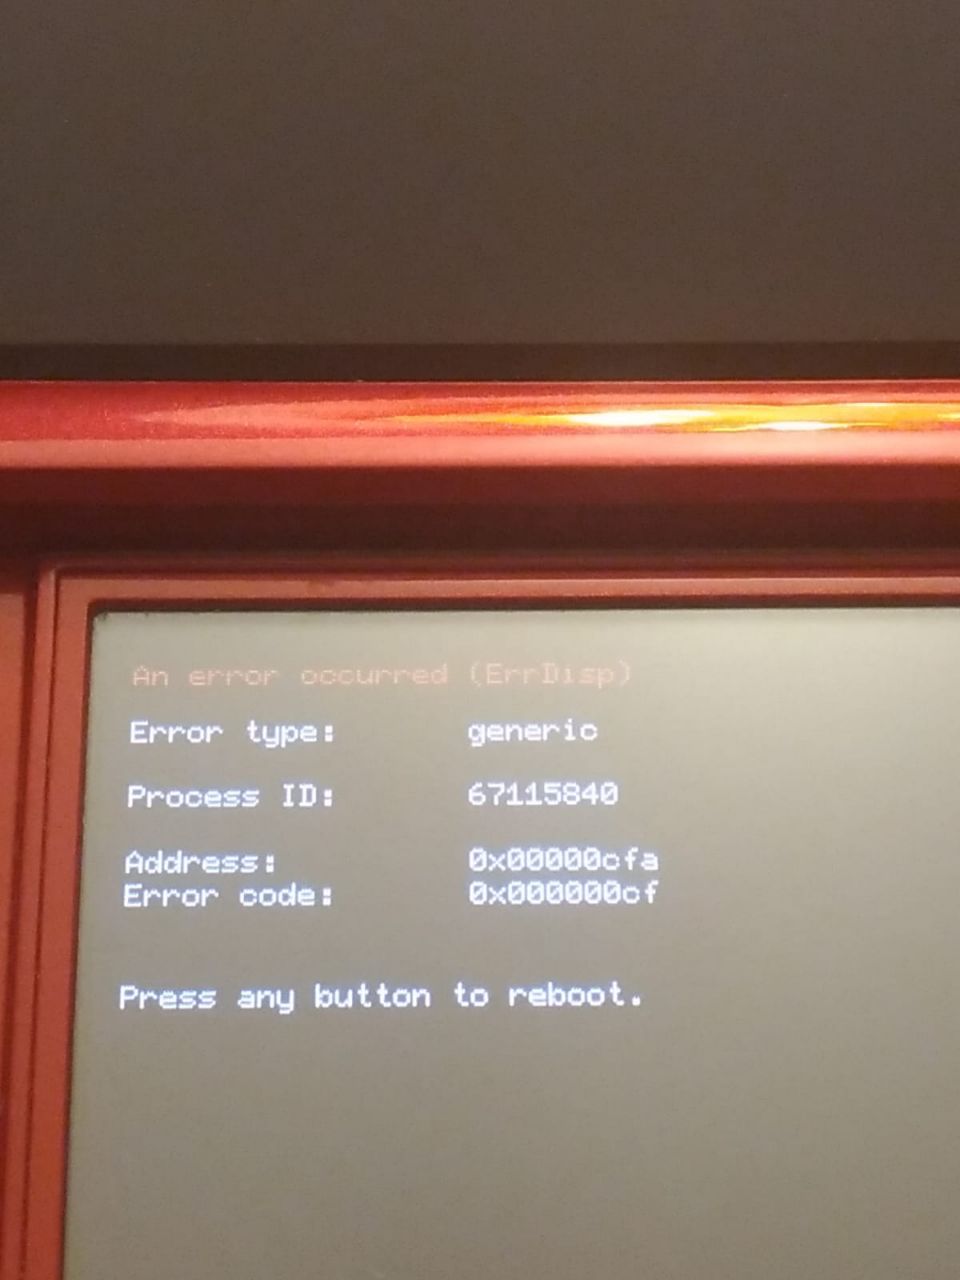 An error occurred (ErrDisp)
Error type: generic
Process ID: 67115840
Address: 0x00000cfa
Error code: 0x000000cf
Press any button to reboot.